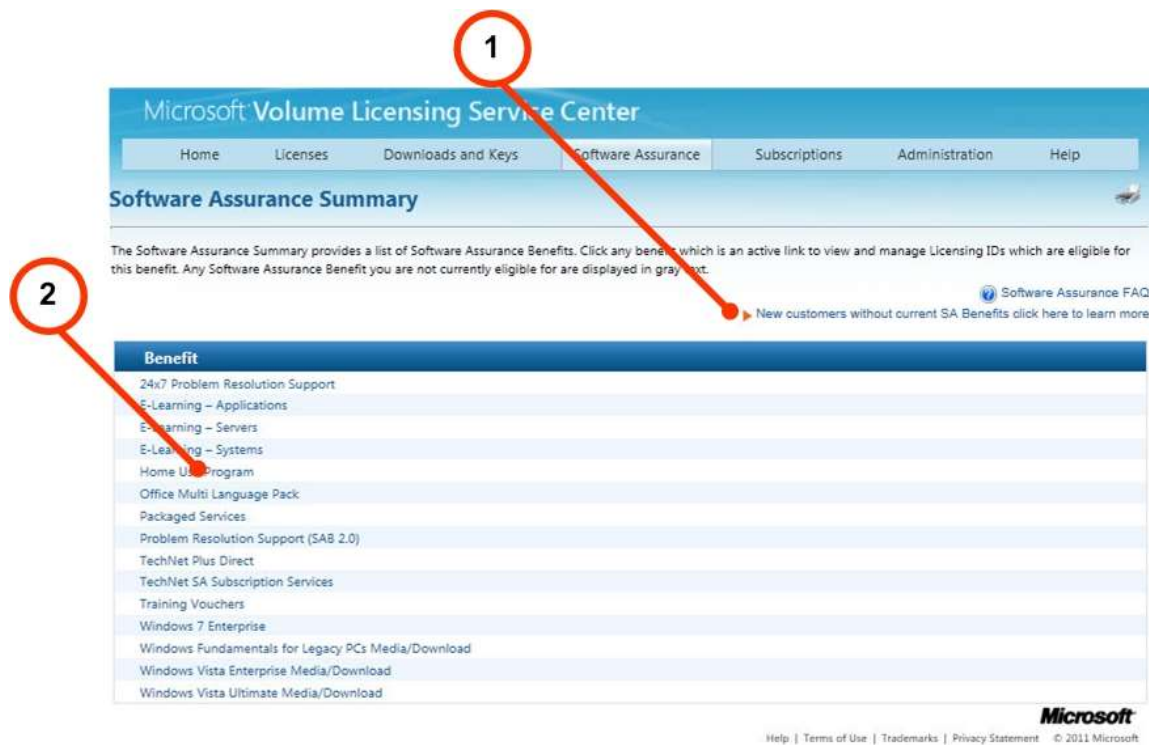 1
Microsoft Volume Licensing Service Center
Home Licenses Downloads and Keys Software Assurance Subscriptions Administration Help
Software Assurance Summary
The Software Assurance Summary provides a list of Software Assurance Benefits. Click any benefit which is an active link to view and manage Licensing IDs which are eligible for
this benefit. Any Software Assurance Benefit you are not currently eligible for are displayed in gray text.
2
Software Assurance FAQ
New customers without current SA Benefits click here to learn more
Benefit
24x7 Problem Resolution Support
E-Learning – Applications
E-Learning – Servers
E-Learning – Systems
Home Use Program
Office Multi Language Pack
Packaged Services
Problem Resolution Support (SAB 2.0)
TechNet Plus Direct
TechNet SA Subscription Services
Training Vouchers
Windows 7 Enterprise
Windows Fundamentals for Legacy PCs Media/Download
Windows Vista Enterprise Media/Download
Windows Vista Ultimate Media/Download
Microsoft
Help | Terms of Use | Trademarks | Privacy Statement © 2011 Microsoft